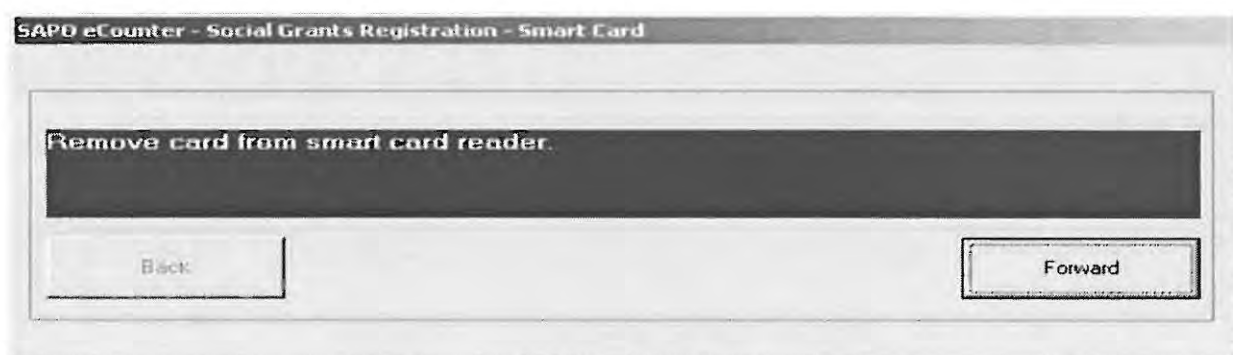 SAPO eCounter - Social Grants Registration - Smart Card
Remove card from smart card reader.
Back
Forward